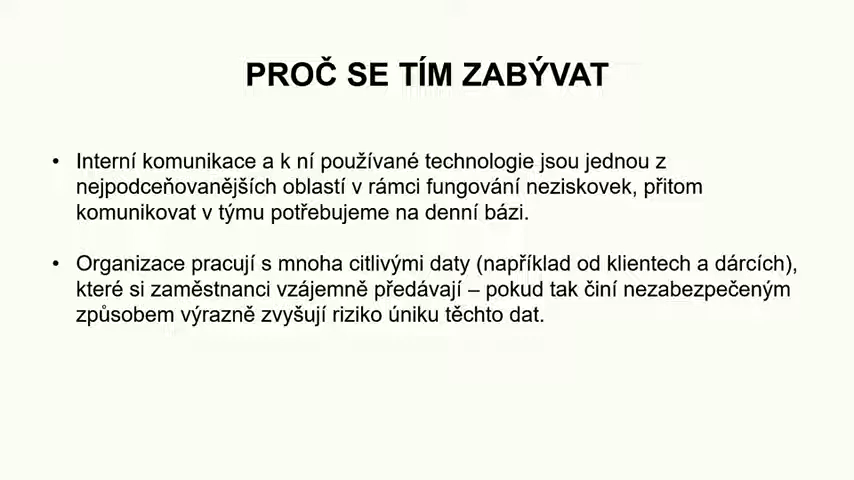 PROČ SE TÍM ZABÝVAT
• Interní komunikace a k ní používané technologie jsou jednou z
nejpodceňovanějších oblastí v rámci fungování neziskovek, přitom
komunikovat v týmu potřebujeme na denní bázi.
• Organizace pracují s mnoha citlivými daty (například od klientech a dárcích),
které si zaměstnanci vzájemně předávají – pokud tak činí nezabezpečeným
způsobem výrazně zvyšují riziko úniku těchto dat.